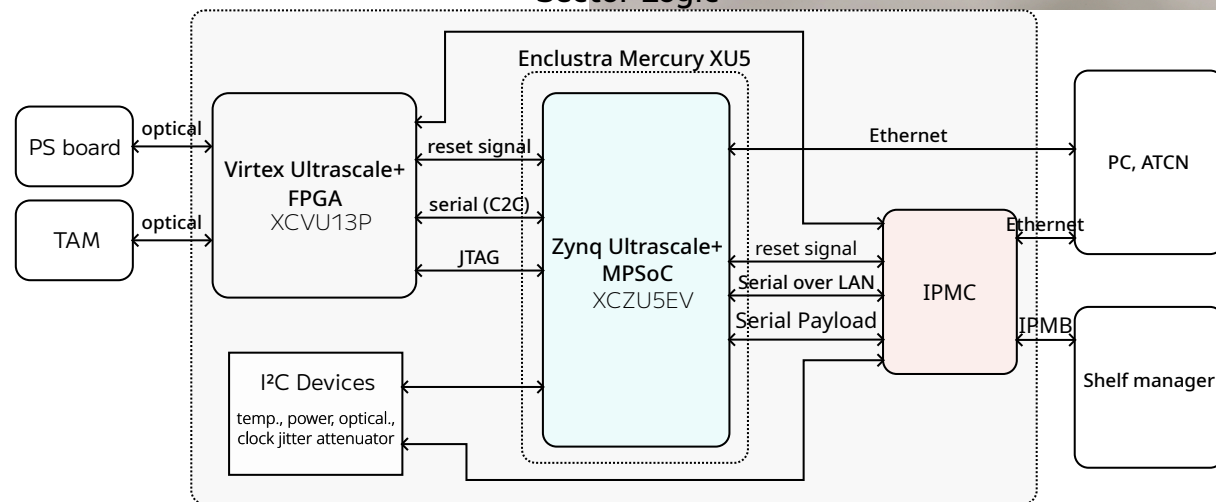 Enclustra Mercury XU5
PS board
optical
TAM
optical
Virtex Ultrascale+
FPGA
XCVU13P
reset signal
serial (C2C)
JTAG
Zynq Ultrascale+
MPSoC
XCZU5EV
I²C Devices
temp., power, optical.,
clock jitter attenuator
Ethernet
reset signal
Serial over LAN
Serial Payload
IPMC
Ethernet
IPMB
PC, ATCN
Shelf manager